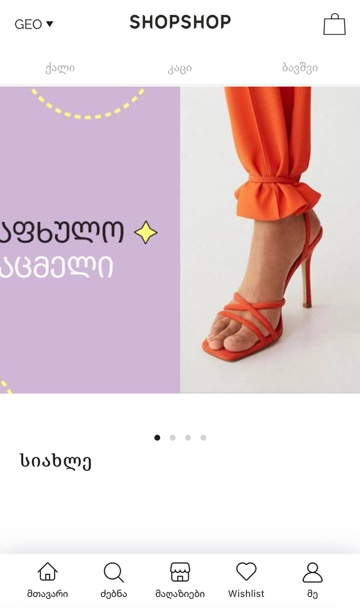 GEO
SHOPSHOP
ქალი
კაცი
ბავშვი
აფხულო
აცმელი
სიახლე
მთავარი
ძებნა
მაღაზიები
Wishlist
მე